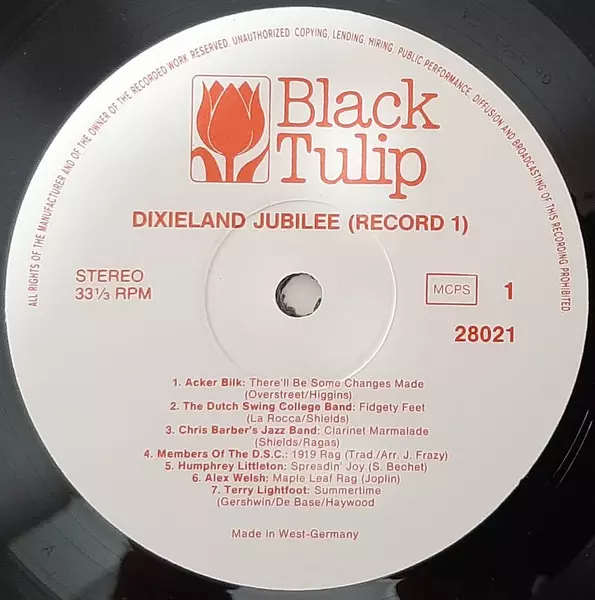 ALL RIGHTS OF THE MANUFACTURER AND OF THE OWNER OF THE RECORDED WORK RESERVED. UNAUTHORIZED COPYING, LENDING, HIRING, PUBLIC PERFORMANCE, DIFFUSION AND BROADCASTING OF THIS RECORDING PROHIBITED.
Black
Tulip
DIXIELAND JUBILEE (RECORD 1)
STEREO
33⅓ RPM
MCPS 1
28021
1. Acker Bilk: There'll Be Some Changes Made
(Overstreet/Higgins)
2. The Dutch Swing College Band: Fidgety Feet
(La Rocca/Shields)
3. Chris Barber's Jazz Band: Clarinet Marmalade
(Shields/Ragas)
4. Members Of The D.S.C.: 1919 Rag (Trad./Arr. J. Frazy)
5. Humphrey Littleton: Spreadin' Joy (S. Bechet)
6. Alex Welsh: Maple Leaf Rag (Joplin)
7. Terry Lightfoot: Summertime
(Gershwin/De Base/Haywood
Made in West-Germany